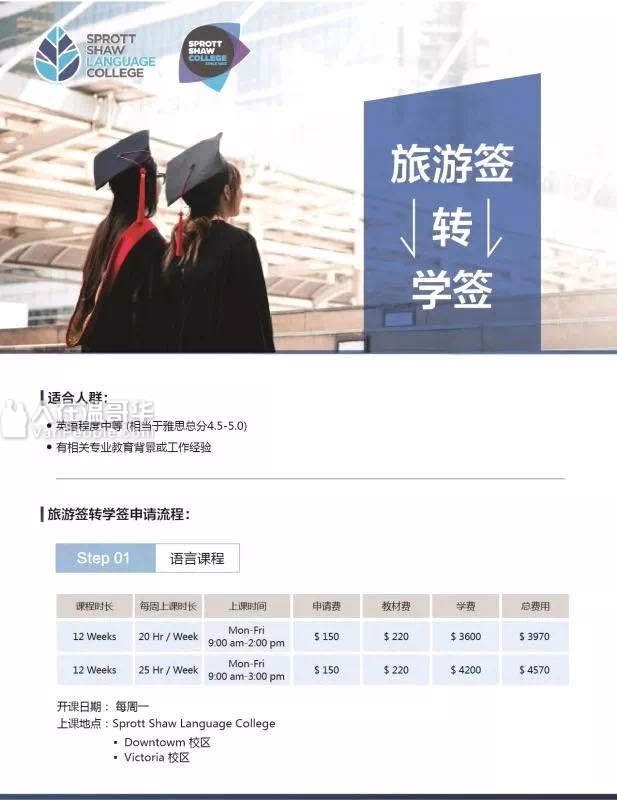 SPROTT
SHAW
LANGUAGE
COLLEGE
SPROTT
SHAW
COLLEGE
SINCE 1903
旅游签
转
学签
适合人群:
英语程度中等 (相当于雅思总分4.5-5.0)
有相关专业教育背景或工作经验
人在温哥华
VanPeople.com
旅游签转学签申请流程:
Step 01 语言课程
课程时长 每周上课时长 上课时间 申请费 教材费 学费 总费用
12 Weeks 20 Hr / Week Mon-Fri 9:00 am-2:00 pm $ 150 $ 220 $ 3600 $ 3970
12 Weeks 25 Hr / Week Mon-Fri 9:00 am-3:00 pm $ 150 $ 220 $ 4200 $ 4570
开课日期: 每周一
上课地点: Sprott Shaw Language College
Downtowm 校区
Victoria 校区